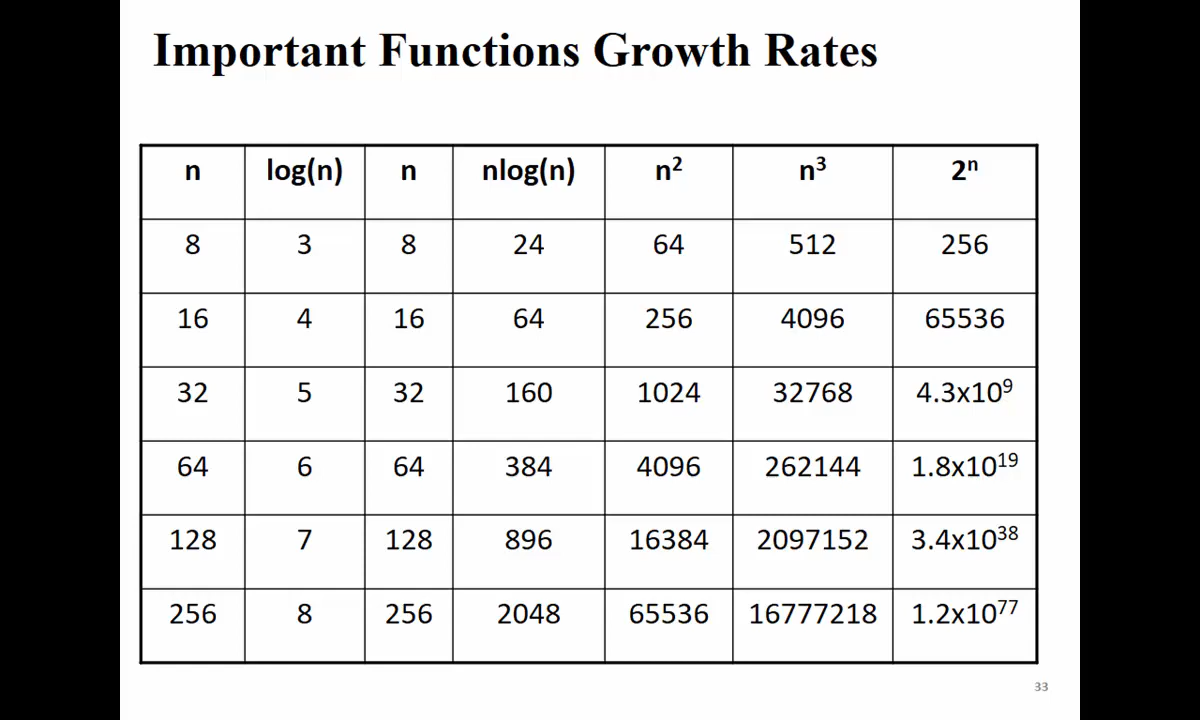 Important Functions Growth Rates
n log(n) n nlog(n) n² n³ 2ⁿ
8 3 8 24 64 512 256
16 4 16 64 256 4096 65536
32 5 32 160 1024 32768 4.3x10⁹
64 6 64 384 4096 262144 1.8x10¹⁹
128 7 128 896 16384 2097152 3.4x10³⁸
256 8 256 2048 65536 16777218 1.2x10⁷⁷
33